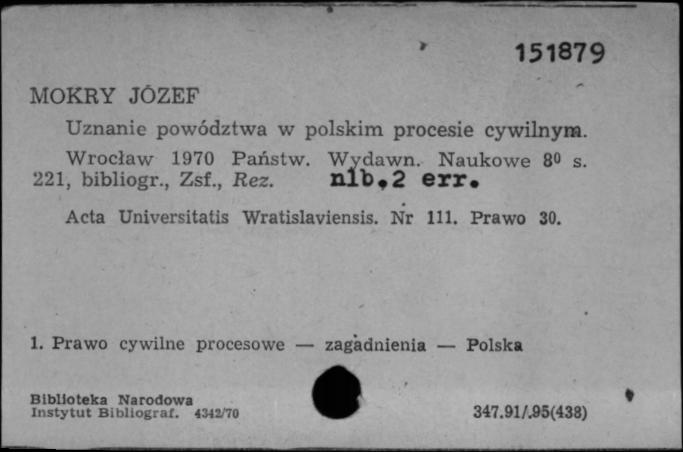 151879
MOKRY JÓZEF
Uznanie powództwa w polskim procesie cywilnym.
Wrocław 1970 Państw. Wydawn. Naukowe 8⁰ s.
221, bibliogr., Zsf., Rez. nlb.2 err.
Acta Universitatis Wratislaviensis. Nr 111. Prawo 30.
1. Prawo cywilne procesowe — zagadnienia — Polska
Biblioteka Narodowa
Instytut Bibliograf. 4342/70
347.91/.95(438)